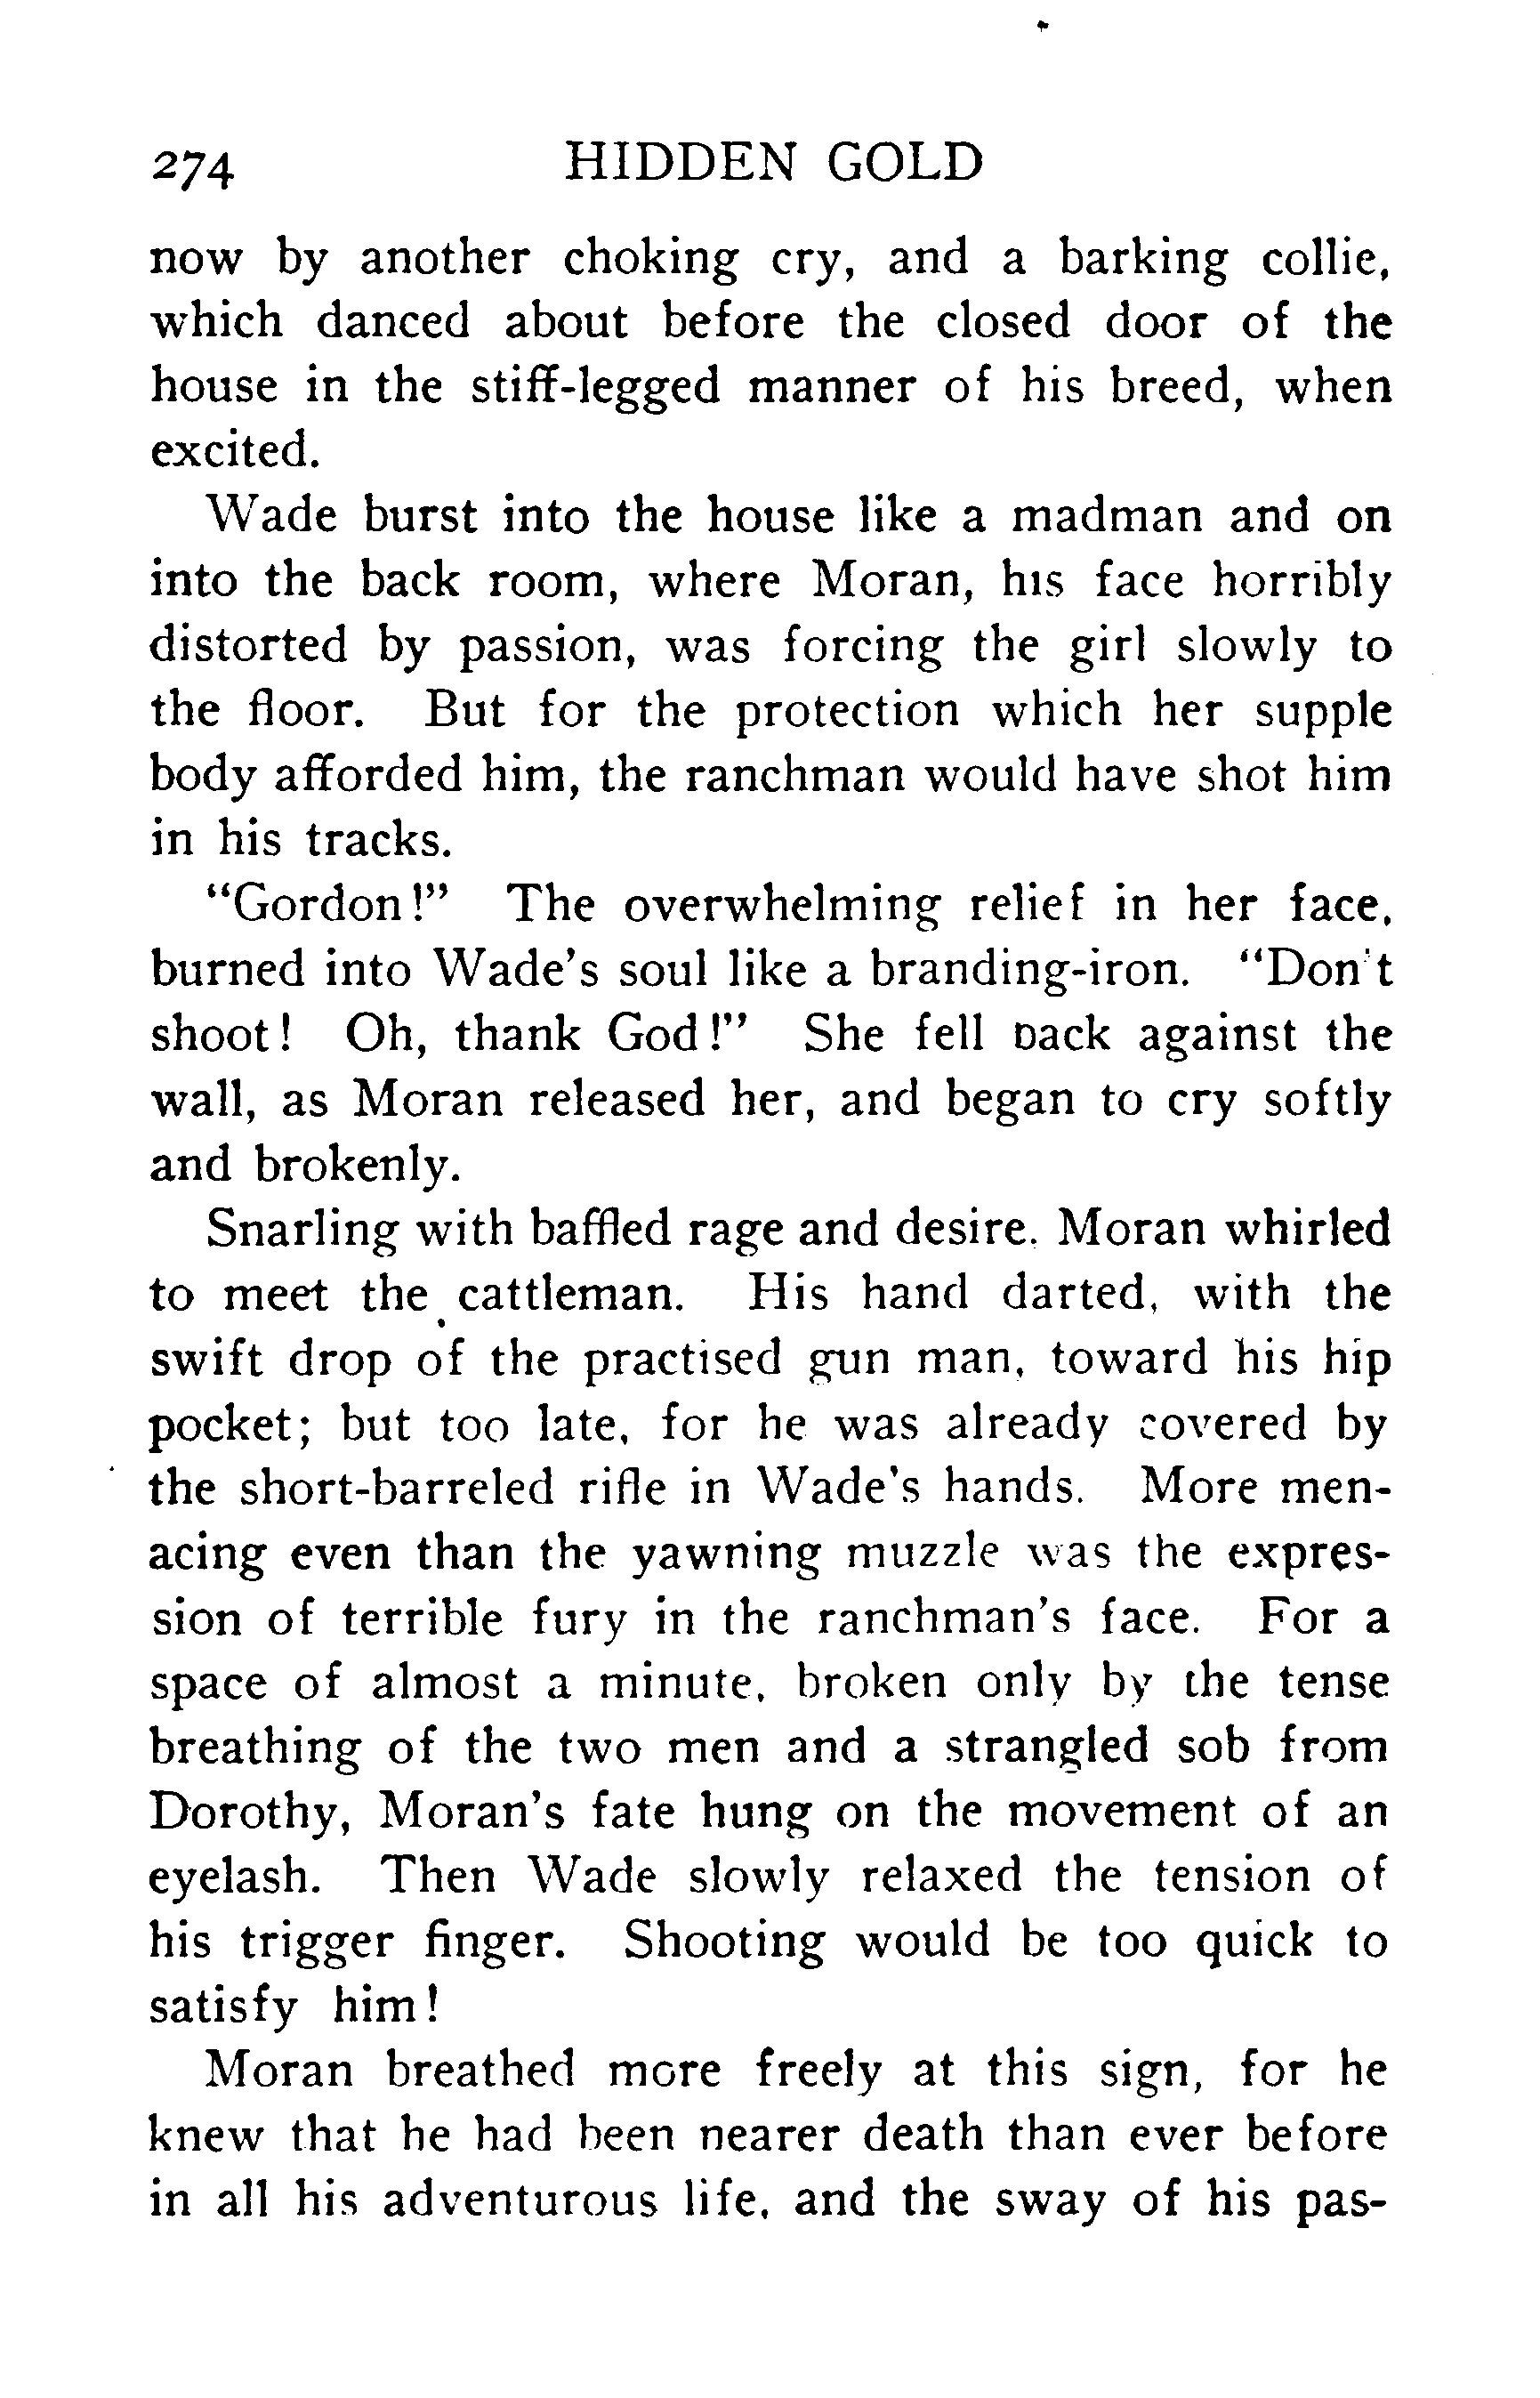 274 HIDDEN GOLD
now by another choking cry, and a barking collie,
which danced about before the closed door of the
house in the stiff-legged manner of his breed, when
excited.
Wade burst into the house like a madman and on
into the back room, where Moran, his face horribly
distorted by passion, was forcing the girl slowly to
the floor. But for the protection which her supple
body afforded him, the ranchman would have shot him
in his tracks.
"Gordon!" The overwhelming relief in her face,
burned into Wade's soul like a branding-iron. "Don't
shoot! Oh, thank God!" She fell back against the
wall, as Moran released her, and began to cry softly
and brokenly.
Snarling with baffled rage and desire, Moran whirled
to meet the cattleman. His hand darted, with the
swift drop of the practised gun man, toward his hip
pocket; but too late, for he was already covered by
the short-barreled rifle in Wade's hands. More men-
acing even than the yawning muzzle was the expres-
sion of terrible fury in the ranchman's face. For a
space of almost a minute, broken only by the tense
breathing of the two men and a strangled sob from
Dorothy, Moran's fate hung on the movement of an
eyelash. Then Wade slowly relaxed the tension of
his trigger finger. Shooting would be too quick to
satisfy him!
Moran breathed more freely at this sign, for he
knew that he had been nearer death than ever before
in all his adventurous life, and the sway of his pas-